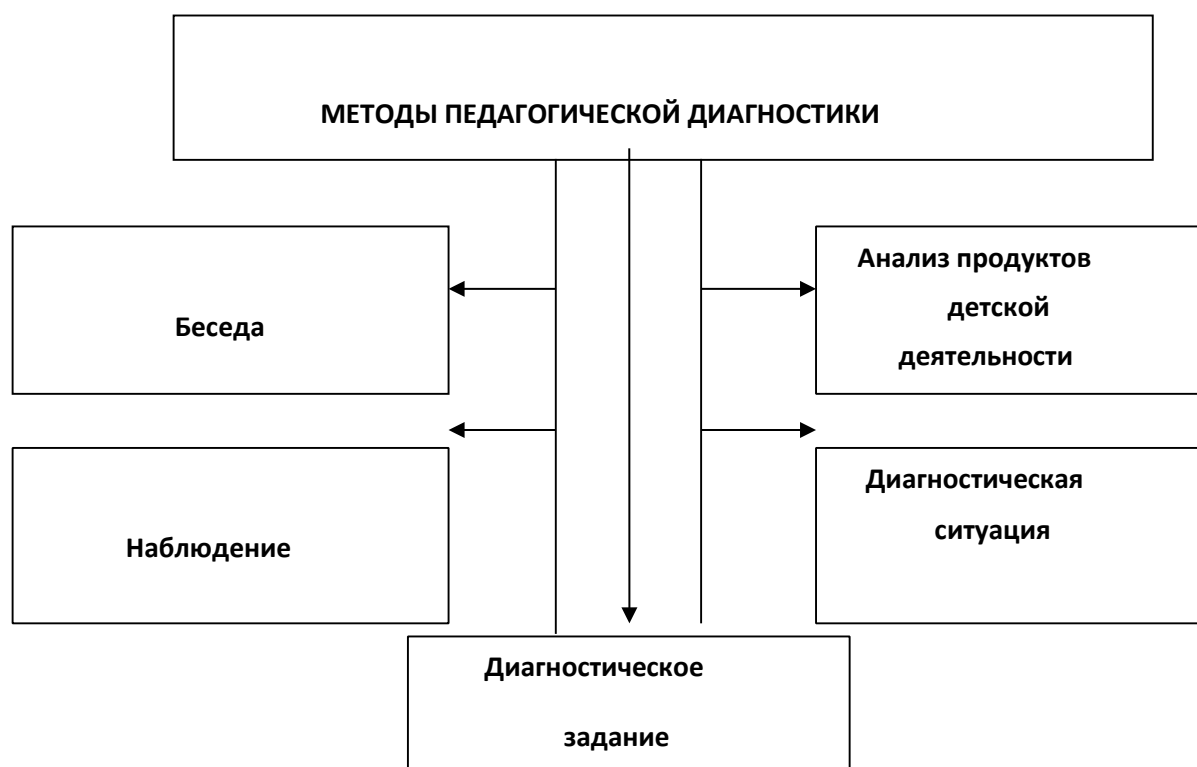 МЕТОДЫ ПЕДАГОГИЧЕСКОЙ ДИАГНОСТИКИ
Беседа
Анализ продуктов
детской
деятельности
Наблюдение
Диагностическая
ситуация
Диагностическое
задание